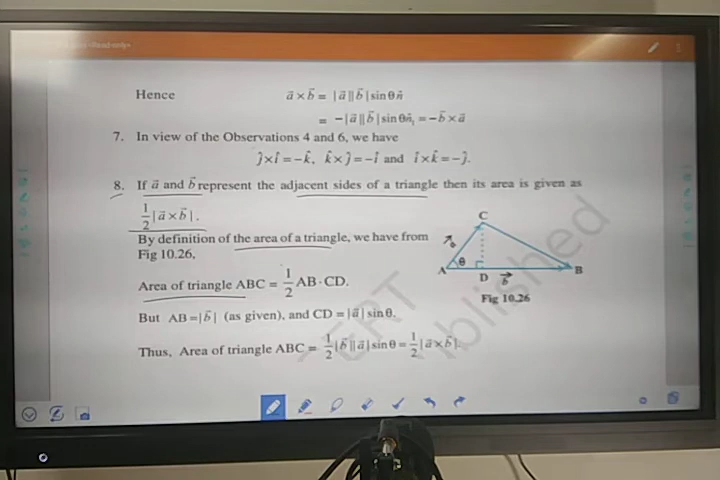 <Read-only>
Hence a⃗ × b⃗ = |a⃗||b⃗| sin θ n̂
= −|a⃗||b⃗| sin θ n̂₁ = −b⃗ × a⃗
7. In view of the Observations 4 and 6, we have
ĵ × î = −k̂, k̂ × ĵ = −î and î × k̂ = −ĵ.
8. If a⃗ and b⃗ represent the adjacent sides of a triangle then its area is given as
1/2 |a⃗ × b⃗|.
By definition of the area of a triangle, we have from
Fig 10.26,
Area of triangle ABC = 1/2 AB · CD.
But AB = |b⃗| (as given), and CD = |a⃗| sin θ.
Thus, Area of triangle ABC = 1/2 |b⃗||a⃗| sin θ = 1/2 |a⃗ × b⃗|.
C
θ
A D b⃗ B
Fig 10.26